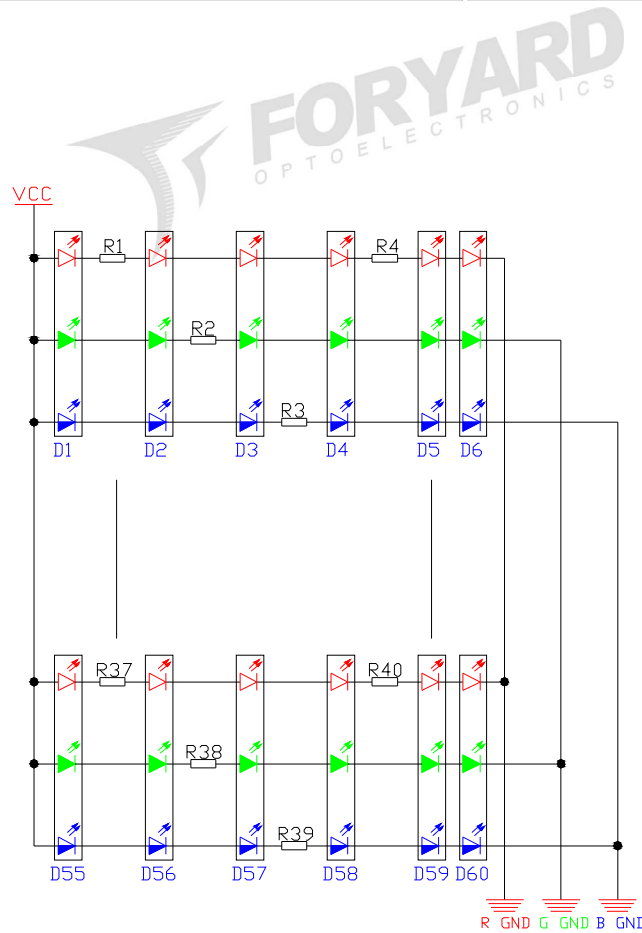 FORYARD
OPTOELECTRONICS
VCC
R1 R4
R2
R3
D1 D2 D3 D4 D5 D6
R37 R40
R38
R39
D55 D56 D57 D58 D59 D60
R GND G GND B GND